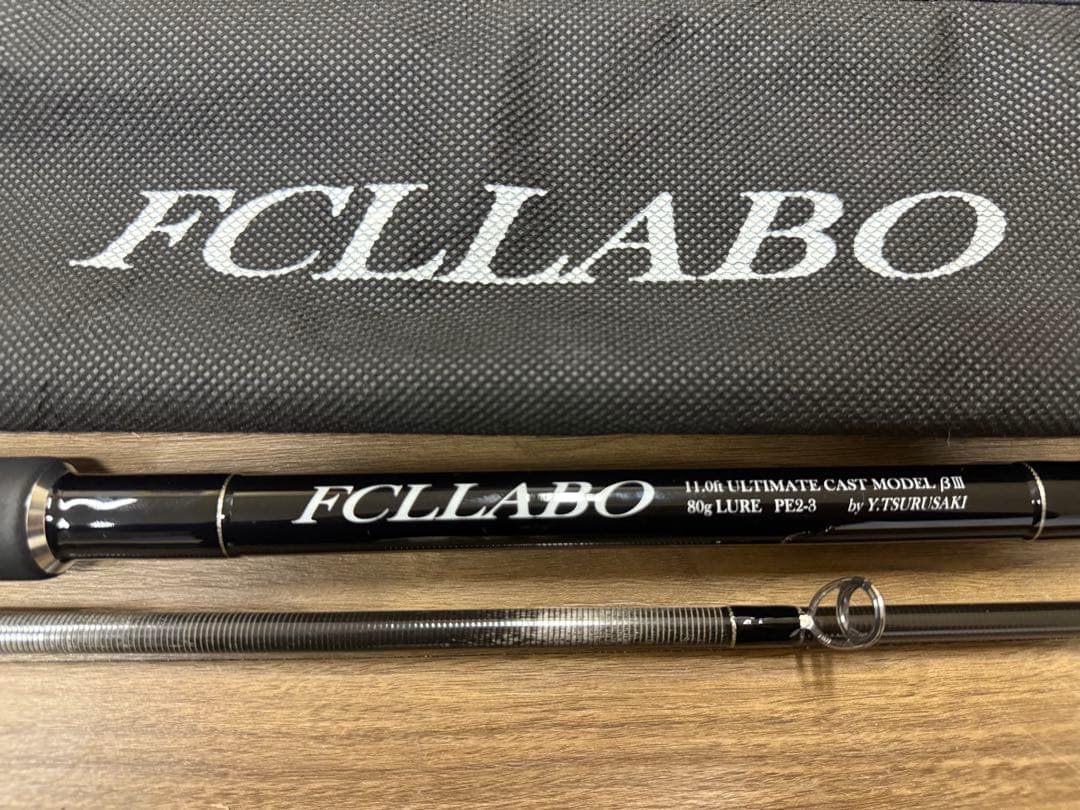 FCLLABO
FCLLABO
11.0ft ULTIMATE CAST MODEL βⅢ
80g LURE PE2-3 by Y.TSURUSAKI